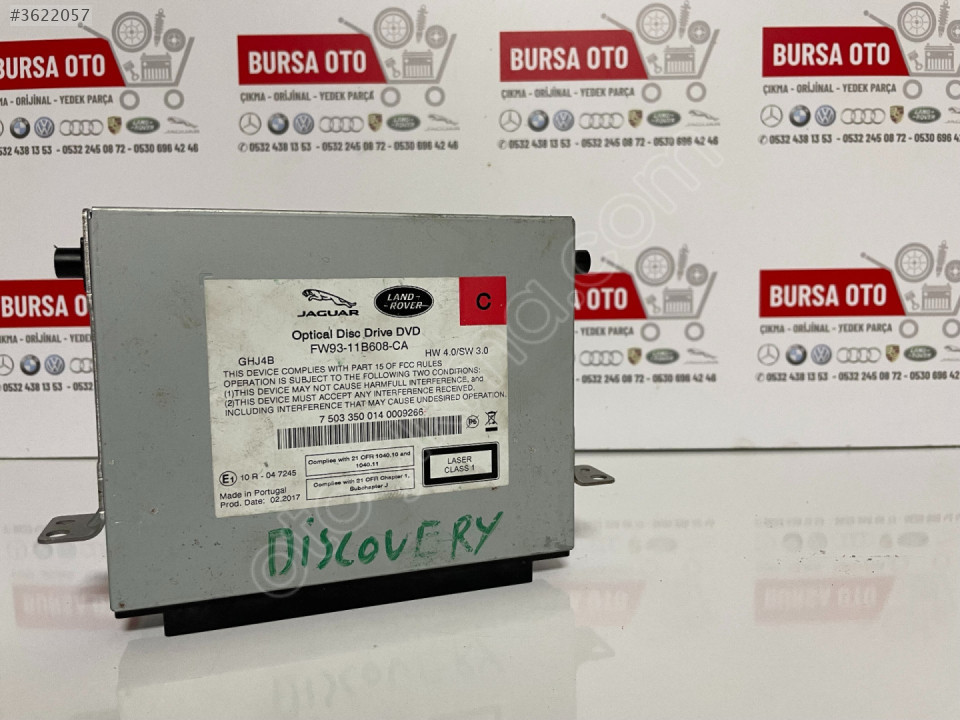 #3622057
BURSA OTO
ÇIKMA - ORİJİNAL - YEDEK PARÇA
LAND ROVER
JAGUAR
0532 438 13 53 - 0532 245 08 72 - 0530 696 42 46
BURSA OTO
ÇIKMA - ORİJİNAL - YEDEK PARÇA
0532 438 13 53 - 0532 245 08 72 - 0530 696 42 46
BURSA OTO
ÇIKMA - ORİJİNAL - YEDEK PARÇA
0532 438 13 53 - 0532 245 08 72 - 0530 696 42 46
BURSA OTO
ÇIKMA - ORİJİNAL - YEDEK PARÇA
0532 438 13 53 - 0532 245 08 72 - 0530 696 42 46
BURSA OTO
BURSA OTO
JAGUAR
LAND
ROVER
C
Optical Disc Drive DVD
FW93-11B608-CA
GHJ4B
HW 4.0/SW 3.0
THIS DEVICE COMPLIES WITH PART 15 OF FCC RULES
OPERATION IS SUBJECT TO THE FOLLOWING TWO CONDITIONS:
(1)THIS DEVICE MAY NOT CAUSE HARMFULL INTERFERENCE, and
(2)THIS DEVICE MUST ACCEPT ANY INTERFERENCE RECEIVED.
INCLUDING INTERFERENCE THAT MAY CAUSE UNDESIRED OPERATION.
7 503 350 014 0009266
E1 10 R - 04 7245
Complies with 21 CFR 1040.10 and
1040.11
Complies with 21 CFR Chapter 1,
Subchapter J
LASER
CLASS 1
Made in Portugal
Prod. Date: 02.2017
DiSCOVERY
BURSA OTO
BURSA OTO